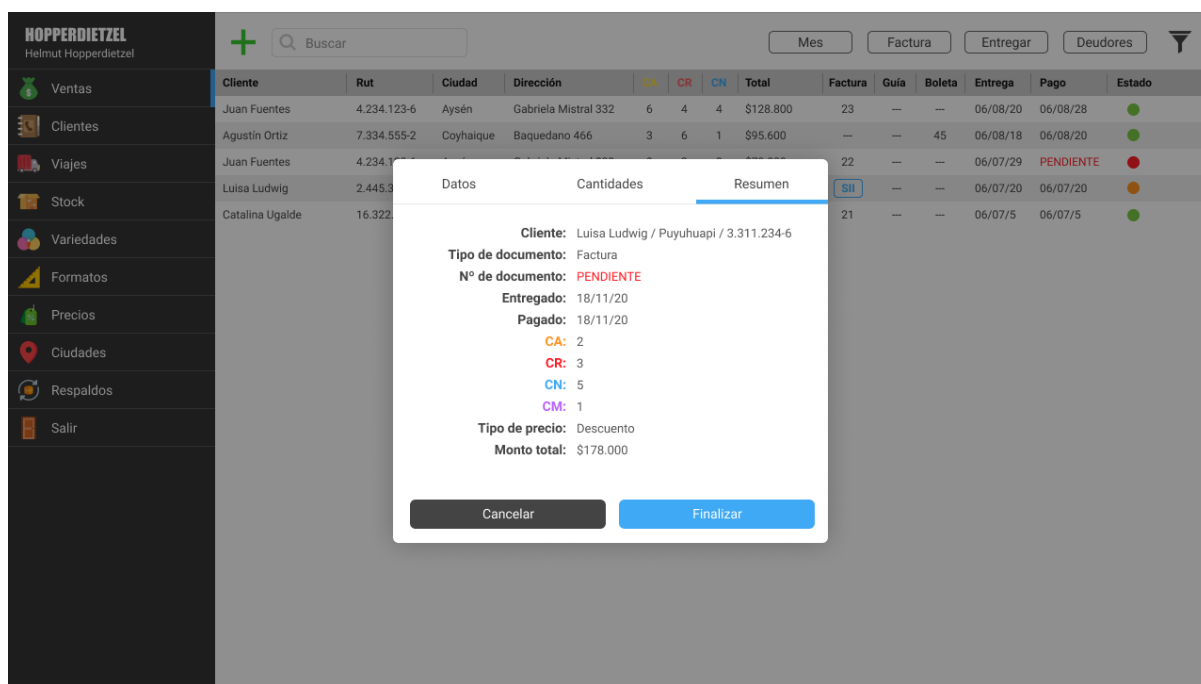 HOPPERDIETZEL
Helmut Hopperdietzel
Buscar
Mes Factura Entregar Deudores
Ventas
Clientes
Viajes
Stock
Variedades
Formatos
Precios
Ciudades
Respaldos
Salir
Cliente Rut Ciudad Dirección CR CN Total Factura Guía Boleta Entrega Pago Estado
Juan Fuentes 4.234.123-6 Aysén Gabriela Mistral 332 6 4 4 $128.800 23 --- --- 06/08/20 06/08/28
Agustín Ortiz 7.334.555-2 Coyhaique Baquedano 466 3 6 1 $95.600 --- --- 45 06/08/18 06/08/20
Juan Fuentes 22 --- --- 06/07/29 PENDIENTE
Luisa Ludwig SII --- --- 06/07/20 06/07/20
Catalina Ugalde 21 --- --- 06/07/5 06/07/5
Datos Cantidades Resumen
Cliente: Luisa Ludwig / Puyuhuapi / 3.311.234-6
Tipo de documento: Factura
Nº de documento: PENDIENTE
Entregado: 18/11/20
Pagado: 18/11/20
CA: 2
CR: 3
CN: 5
CM: 1
Tipo de precio: Descuento
Monto total: $178.000
Cancelar Finalizar